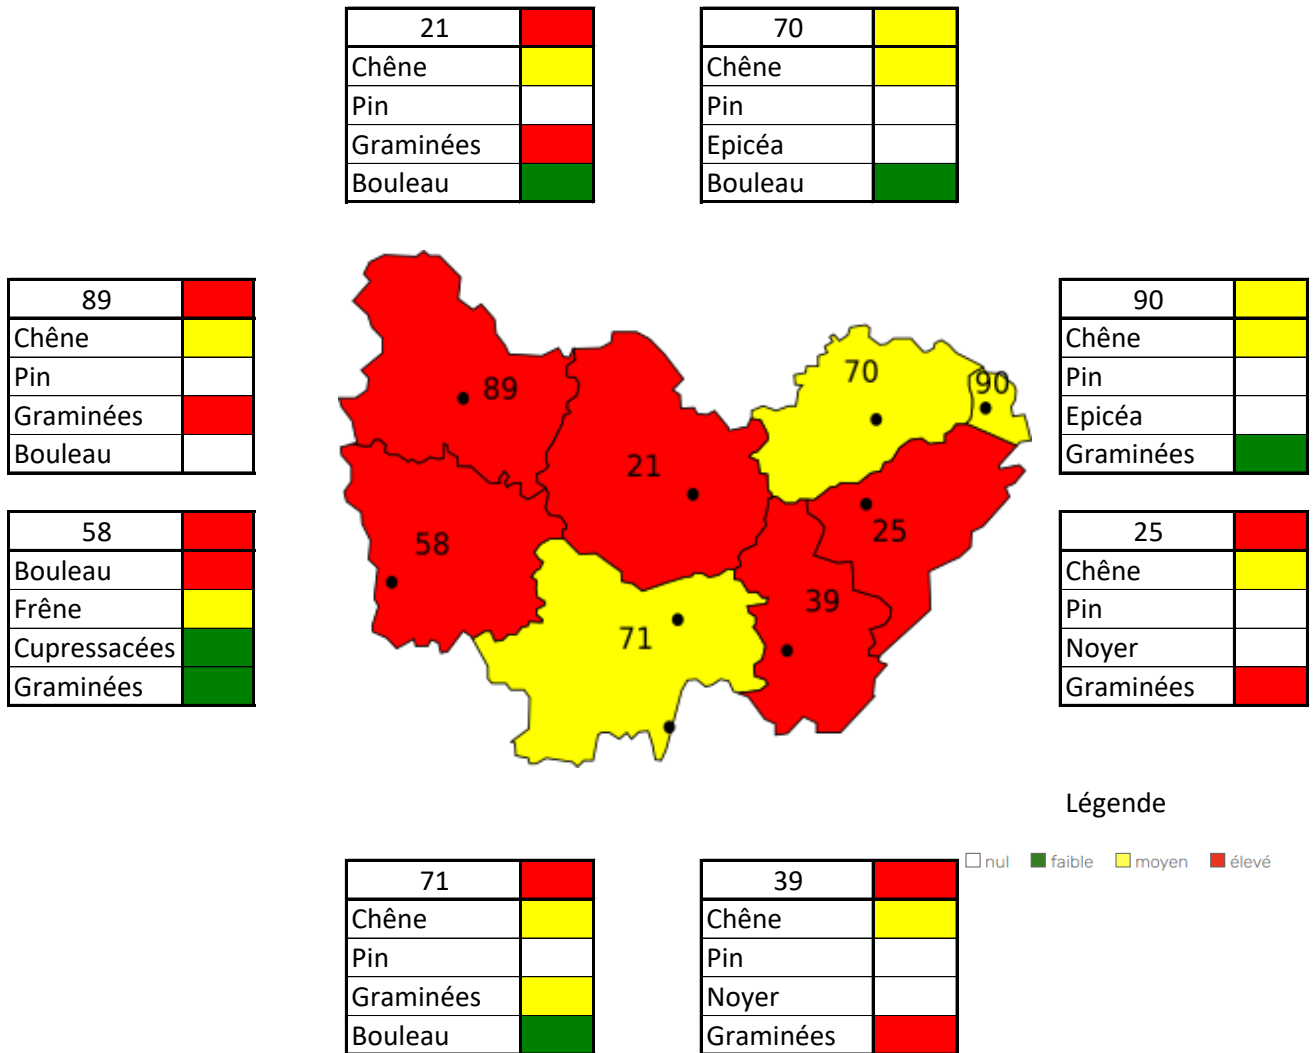 21
Chêne
Pin
Graminées
Bouleau
70
Chêne
Pin
Epicéa
Bouleau
89
Chêne
Pin
Graminées
Bouleau
58
Bouleau
Frêne
Cupressacées
Graminées
89
21
70
90
25
58
39
71
90
Chêne
Pin
Epicéa
Graminées
25
Chêne
Pin
Noyer
Graminées
Légende
nul faible moyen élevé
71
Chêne
Pin
Graminées
Bouleau
39
Chêne
Pin
Noyer
Graminées